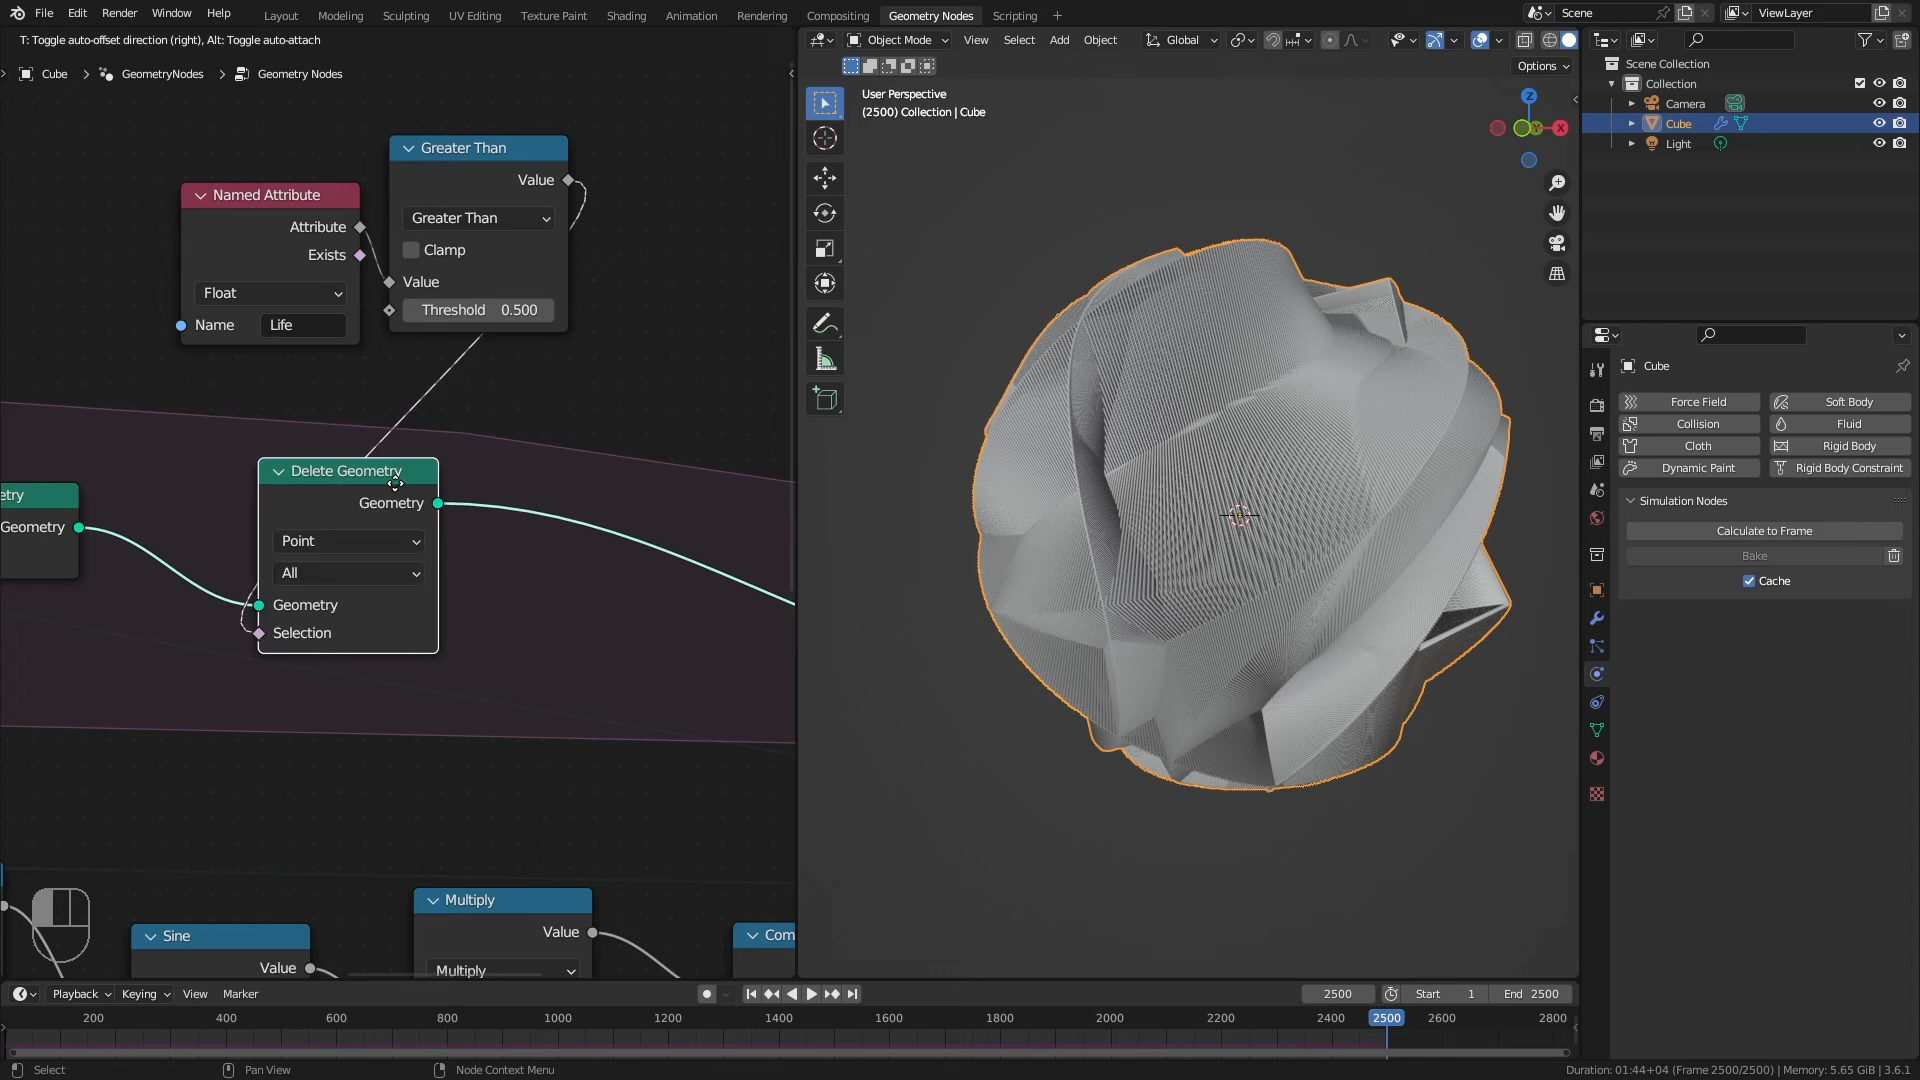 File Edit Render Window Help Layout Modeling Sculpting UV Editing Texture Paint Shading Animation Rendering Compositing Geometry Nodes Scripting + Scene ViewLayer
T: Toggle auto-offset direction (right), Alt: Toggle auto-attach
Object Mode View Select Add Object Global
Options
Cube > GeometryNodes > Geometry Nodes
User Perspective
(2500) Collection | Cube
Z
Y
X
Scene Collection
Collection
Camera
Cube
Light
Greater Than
Value
Greater Than
Clamp
Value
Threshold 0.500
Named Attribute
Attribute
Exists
Float
Name Life
Delete Geometry
Geometry
Point
All
Geometry
Selection
etry
Geometry
Sine
Value
Multiply
Value
Multiply
Com
Cube
Force Field Soft Body
Collision Fluid
Cloth Rigid Body
Dynamic Paint Rigid Body Constraint
Simulation Nodes
Calculate to Frame
Bake
Cache
Playback Keying View Marker 2500 Start 1 End 2500
200 400 600 800 1000 1200 1400 1600 1800 2000 2200 2400 2500 2600 2800
Select Pan View Node Context Menu Duration: 01:44+04 (Frame 2500/2500) | Memory: 5.65 GiB | 3.6.1